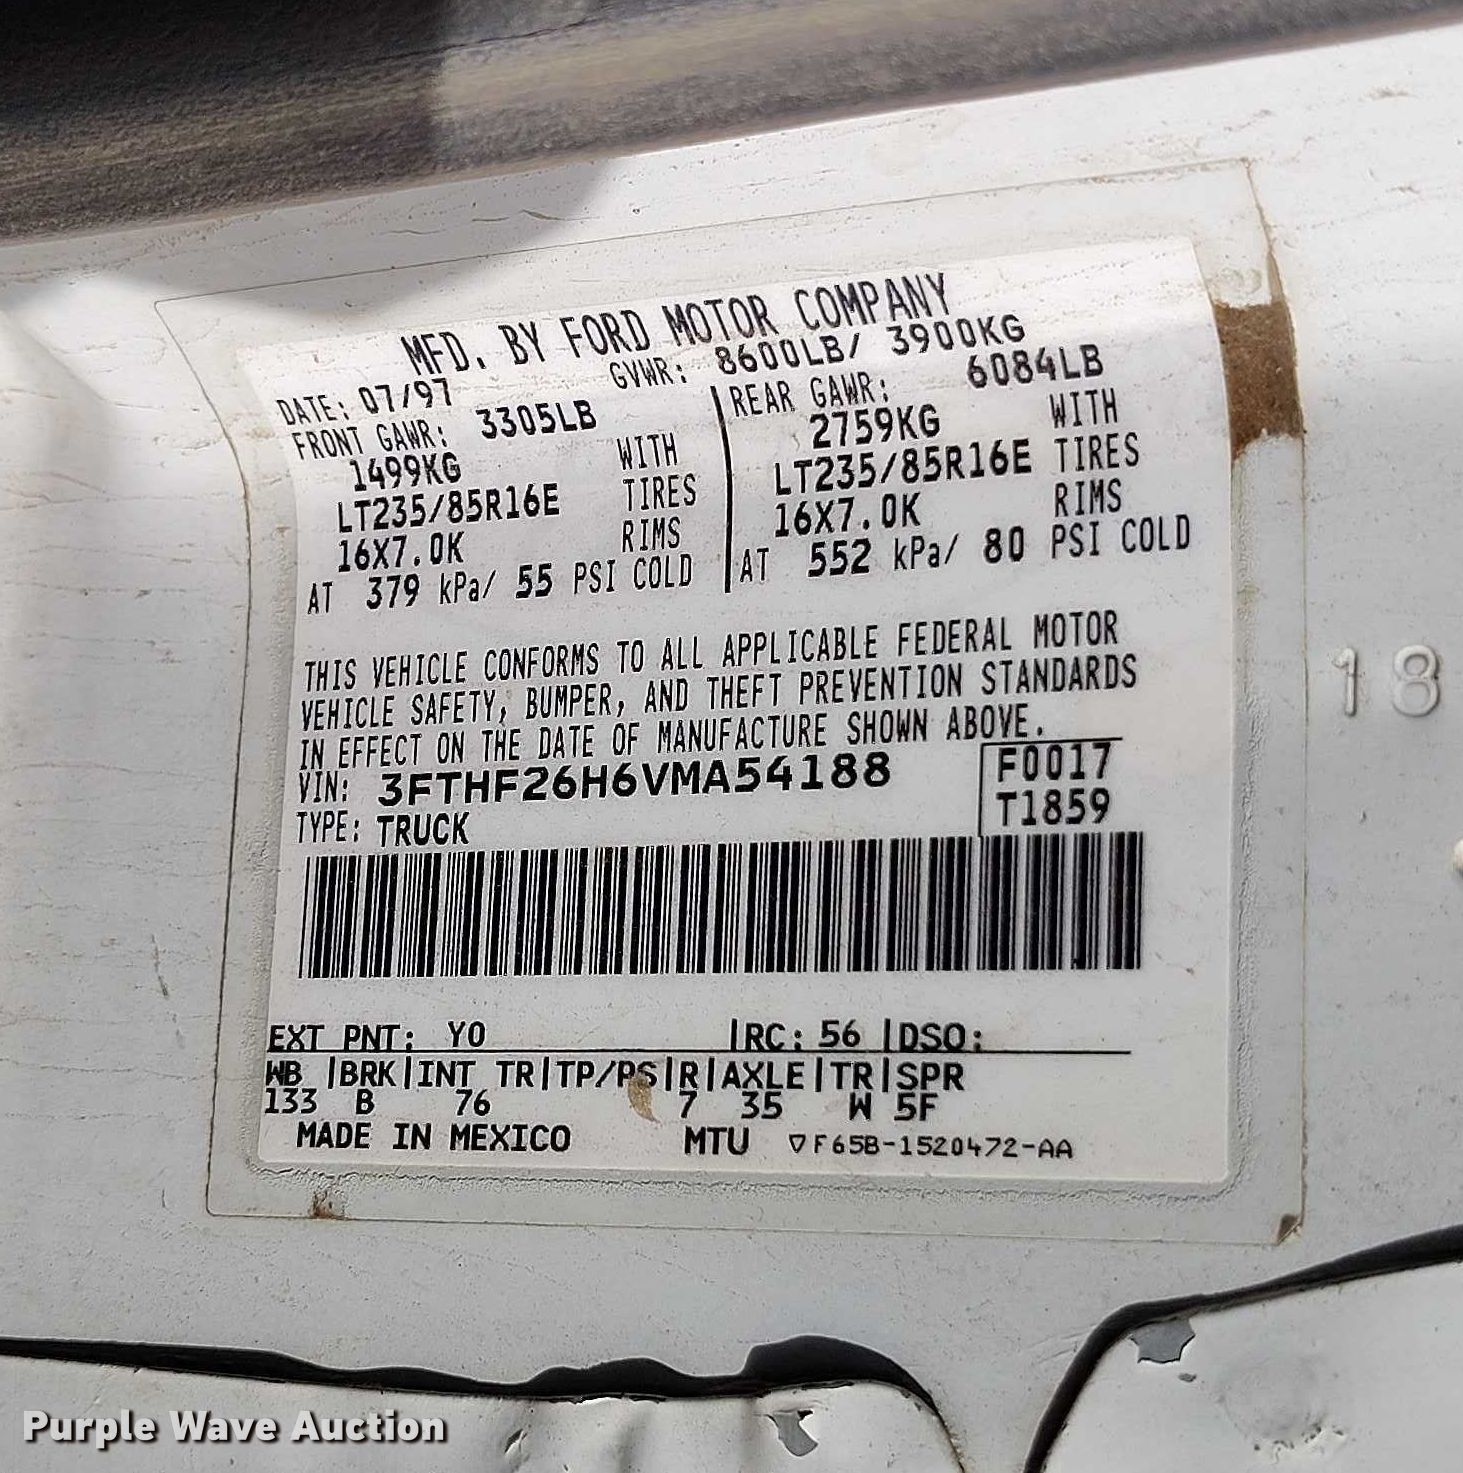 MFD. BY FORD MOTOR COMPANY
DATE: 07/97 GVWR: 8600LB/ 3900KG
FRONT GAWR: 3305LB REAR GAWR: 6084LB
1499KG WITH 2759KG WITH
LT235/85R16E TIRES LT235/85R16E TIRES
16X7.0K RIMS 16X7.0K RIMS
AT 379 kPa/ 55 PSI COLD AT 552 kPa/ 80 PSI COLD
THIS VEHICLE CONFORMS TO ALL APPLICABLE FEDERAL MOTOR
VEHICLE SAFETY, BUMPER, AND THEFT PREVENTION STANDARDS
IN EFFECT ON THE DATE OF MANUFACTURE SHOWN ABOVE.
VIN: 3FTHF26H6VMA54188 F0017
TYPE: TRUCK T1859
EXT PNT: YO |RC: 56 |DSO:
WB |BRK|INT TR|TP/PS|R|AXLE|TR|SPR
133 B 76 7 35 W 5F
MADE IN MEXICO MTU ▽F65B-1520472-AA
18
Purple Wave Auction